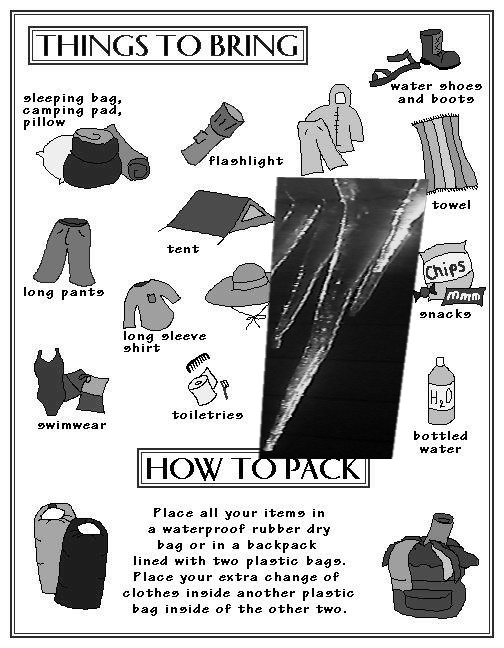 THINGS TO BRING
water shoes
and boots
sleeping bag,
camping pad,
pillow
flashlight
towel
tent
Chips
mmm
long pants
snacks
long sleeve
shirt
H₂O
toiletries
swimwear
bottled
water
HOW TO PACK
Place all your items in
a waterproof rubber dry
bag or in a backpack
lined with two plastic bags.
Place your extra change of
clothes inside another plastic
bag inside of the other two.